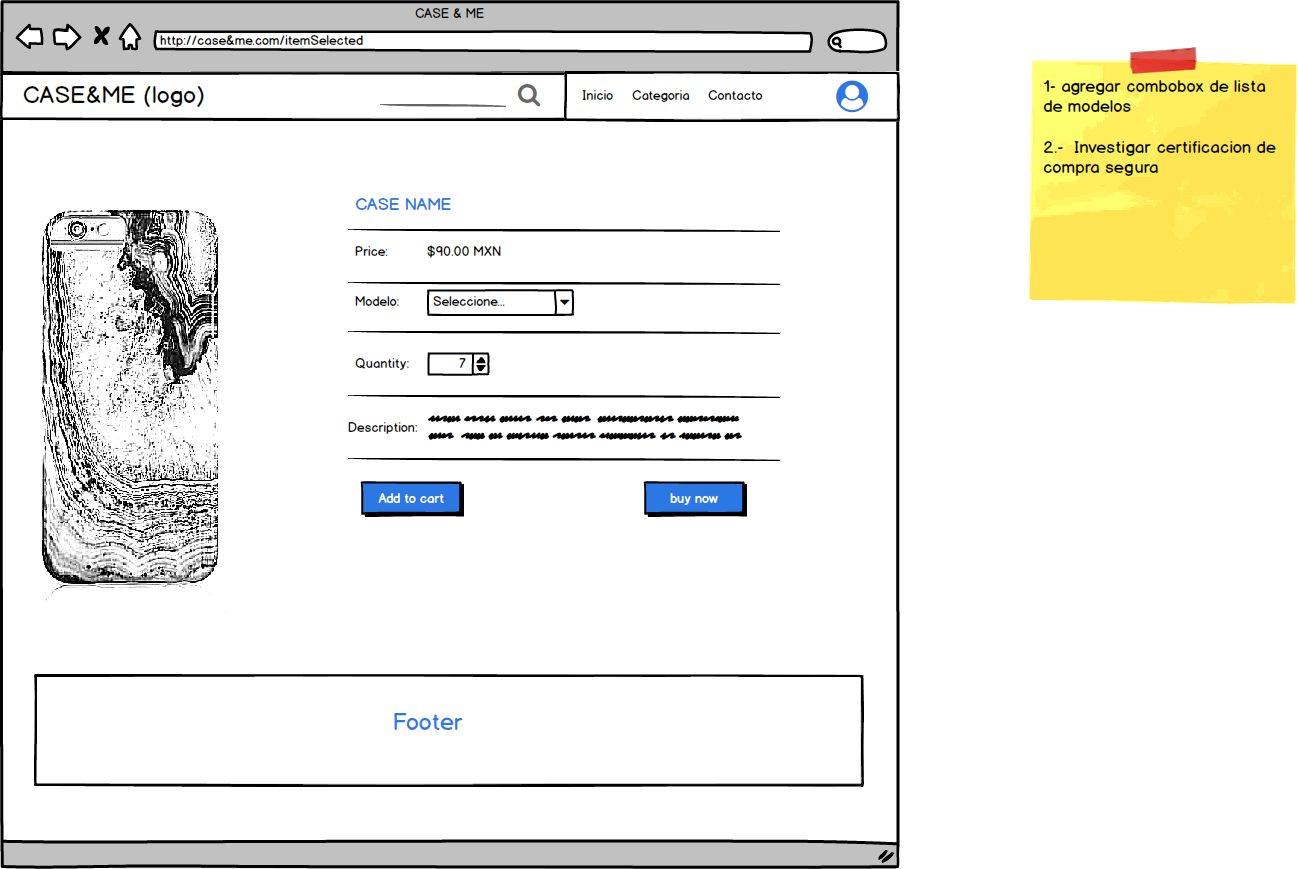 CASE & ME
http://case&me.com/itemSelected
CASE&ME (logo)
Inicio Categoria Contacto
CASE NAME
Price: $90.00 MXN
Modelo: Seleccione...
Quantity: 7
Description:
Add to cart buy now
Footer
1- agregar combobox de lista
de modelos
2.- Investigar certificacion de
compra segura